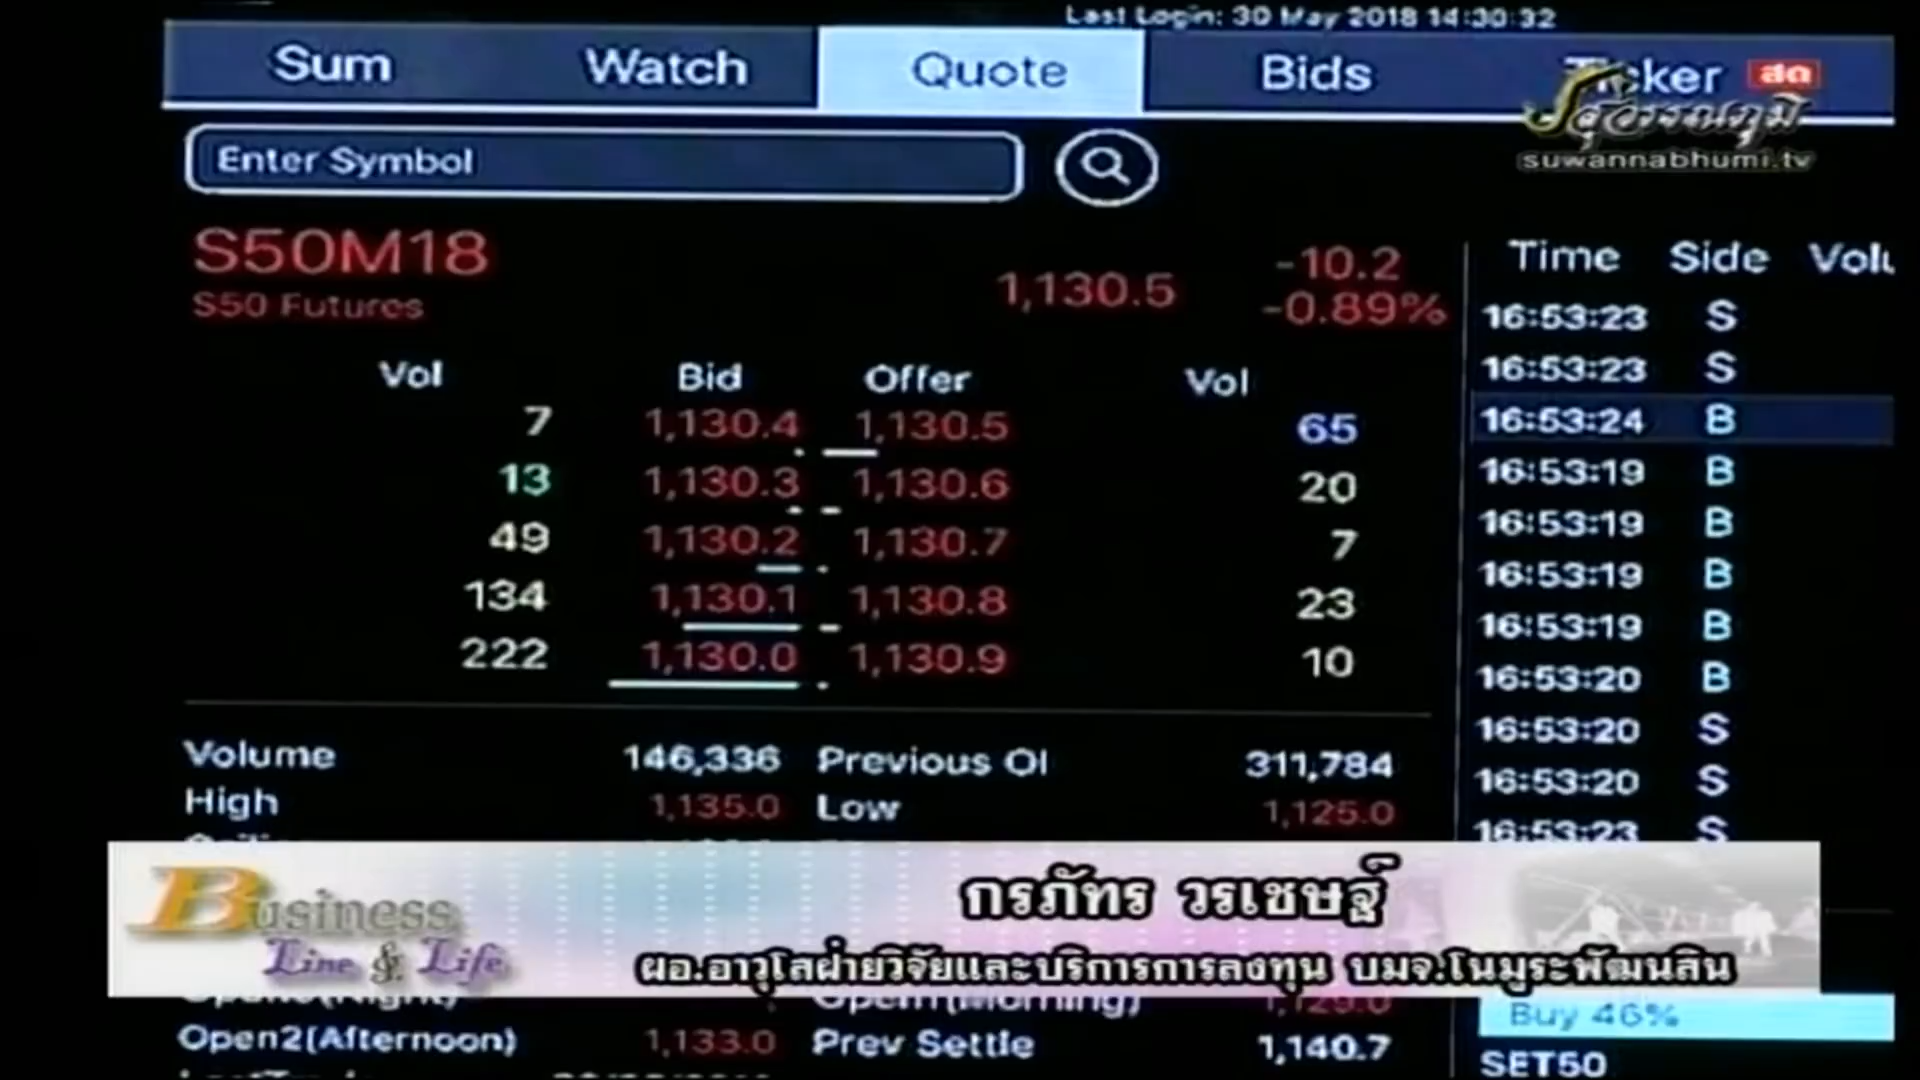 Last Login: 30 May 2018 14:30:32
Sum Watch Quote Bids Ticker สด
สุวรรณภูมิ
suwannabhumi.tv
Enter Symbol
S50M18 1,130.5 -10.2
S50 Futures -0.89%
Vol Bid Offer Vol
7 1,130.4 1,130.5 65
13 1,130.3 1,130.6 20
49 1,130.2 1,130.7 7
134 1,130.1 1,130.8 23
222 1,130.0 1,130.9 10
Volume 146,336 Previous OI 311,784
High 1,135.0 Low 1,125.0
Time Side
16:53:23 S
16:53:23 S
16:53:24 B
16:53:19 B
16:53:19 B
16:53:19 B
16:53:19 B
16:53:20 B
16:53:20 S
16:53:20 S
16:53:23 S
Business
Line & Life
กรภัทร วรเชษฐ์
ผอ.อาวุโสฝ่ายวิจัยและบริการการลงทุน บมจ.โนมูระพัฒนสิน
Open(Morning) 1,129.0
Open2(Afternoon) 1,133.0 Prev Settle 1,140.7
Buy 46%
SET50